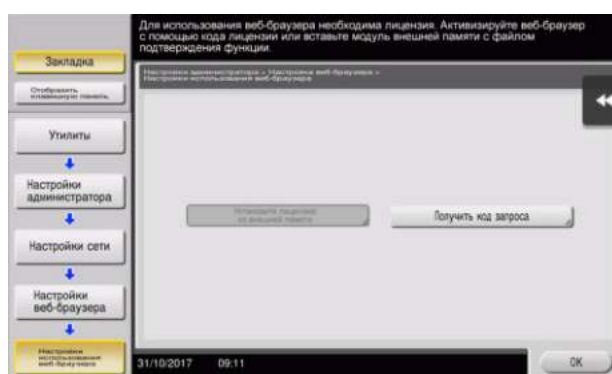 Для использования веб-браузера необходима лицензия. Активизируйте веб-браузер
с помощью кода лицензии или вставьте модуль внешней памяти с файлом
подтверждения функции.
Закладка
Отобразить
клавишную панель
Настройки администратора > Настройки веб-браузера >
Настройки использования веб-браузера
Утилиты
Настройки
администратора
Установить лицензию
из внешней памяти
Получить код запроса
Настройки сети
Настройки
веб-браузера
Настройки
использования
веб-браузера
31/10/2017 09:11
OK